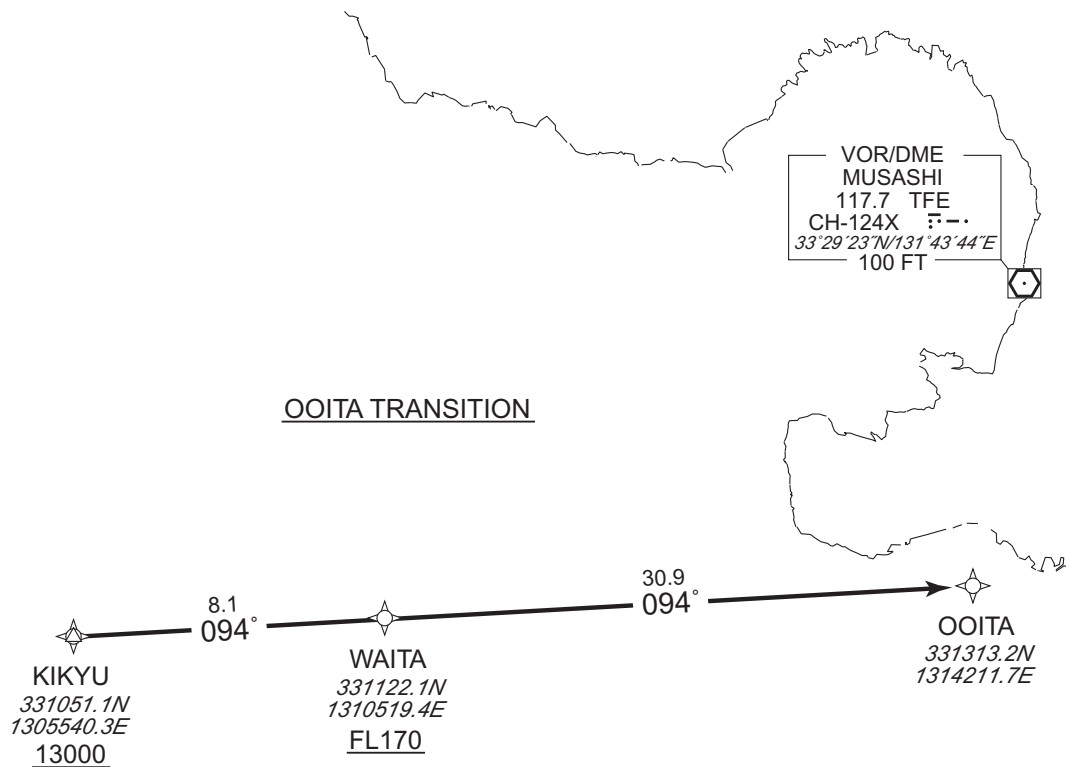 VOR/DME
MUSASHI
117.7 TFE
CH-124X
33°29´23˝N/131°43´44˝E
100 FT
OOITA TRANSITION
8.1
094°
30.9
094°
KIKYU
331051.1N
1305540.3E
13000
WAITA
331122.1N
1310519.4E
FL170
OOITA
331313.2N
1314211.7E